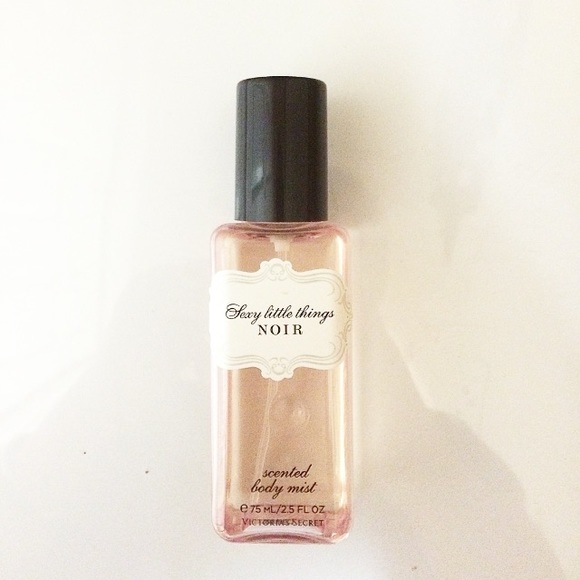 Sexy little things
NOIR
scented
body mist
℮ 75 ML/2.5 FL OZ
VICTORIA'S SECRET